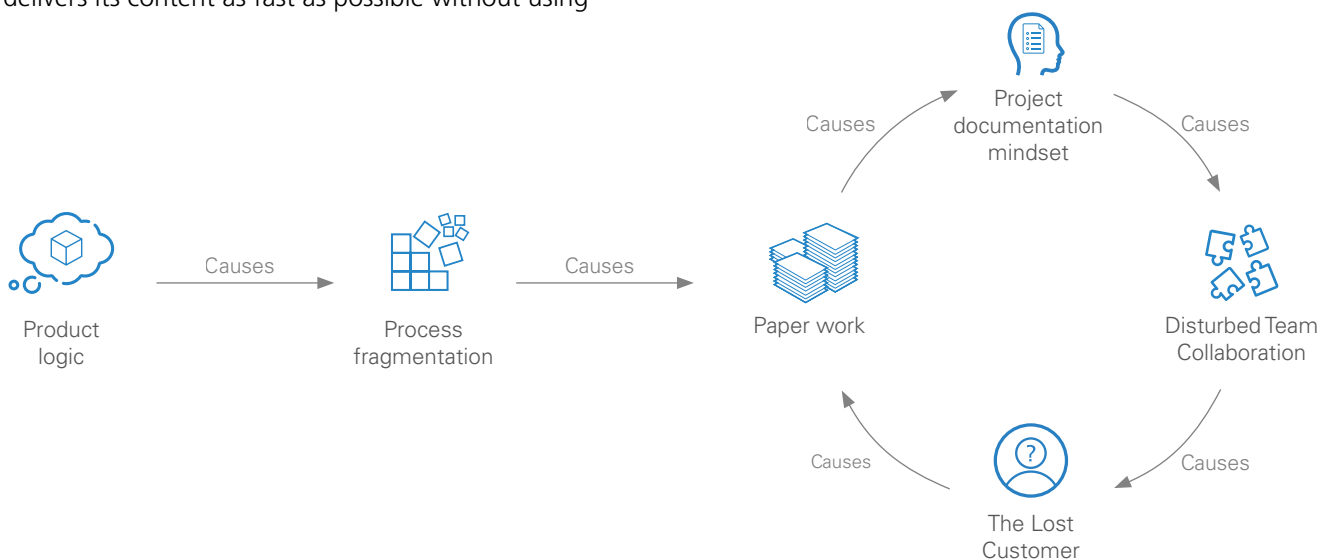 delivers its content as fast as possible without using
Project
documentation
mindset
Causes
Causes
Causes
Causes
Product
logic
Process
fragmentation
Paper work
Disturbed Team
Collaboration
Causes
Causes
?
The Lost
Customer